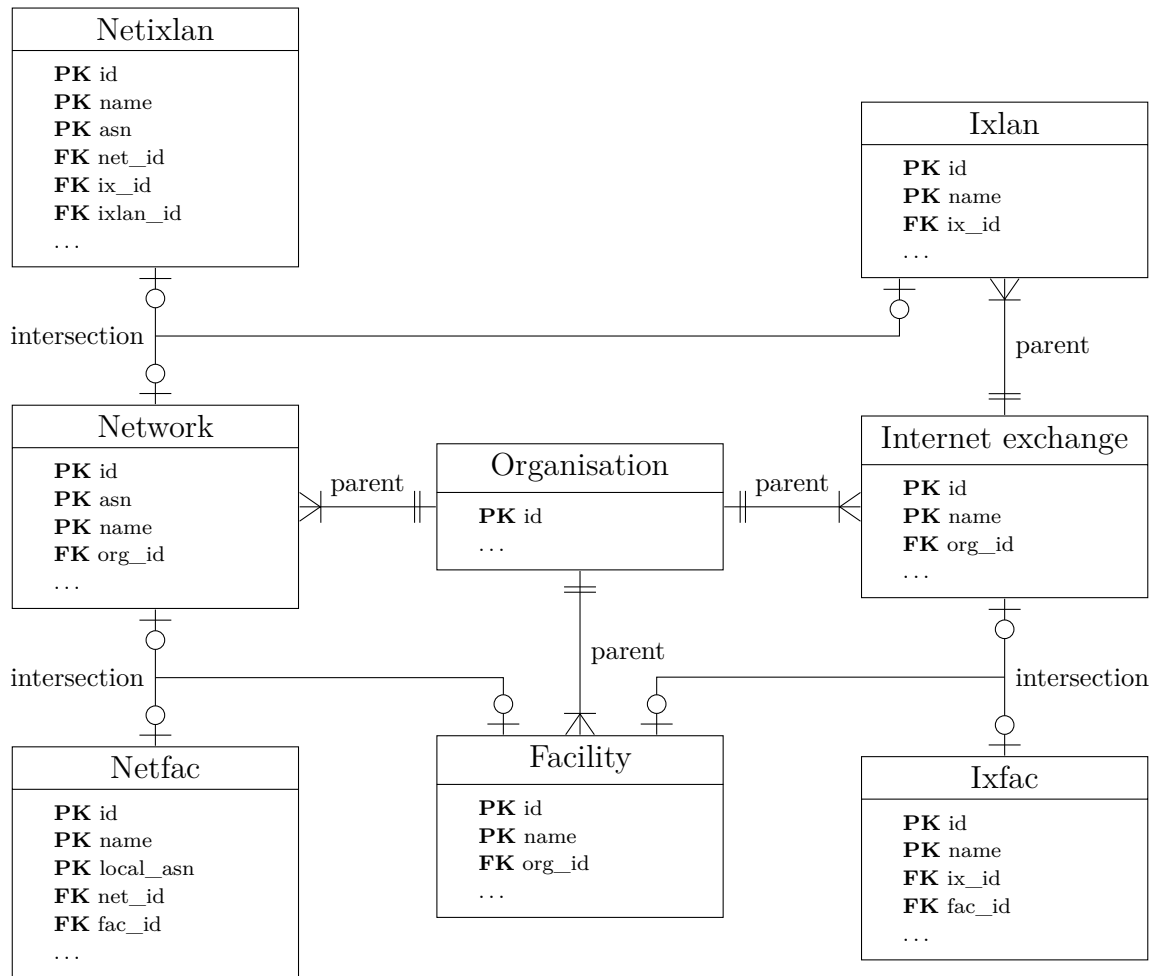 Netixlan
PK id
PK name
PK asn
FK net_id
FK ix_id
FK ixlan_id
...
Ixlan
PK id
PK name
FK ix_id
...
intersection
parent
Network
PK id
PK asn
PK name
FK org_id
...
parent
Organisation
PK id
...
parent
Internet exchange
PK id
PK name
FK org_id
...
intersection
parent
intersection
Netfac
PK id
PK name
PK local_asn
FK net_id
FK fac_id
...
Facility
PK id
PK name
FK org_id
...
Ixfac
PK id
PK name
FK ix_id
FK fac_id
...